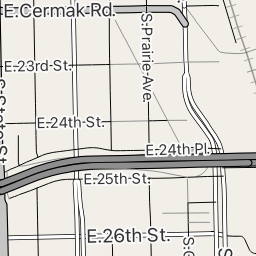 E.Cermak Rd.
S.Prairie Ave.
E.23rd St.
E.24th St.
E.24th Pl.
E.25th St.
E.26th St.